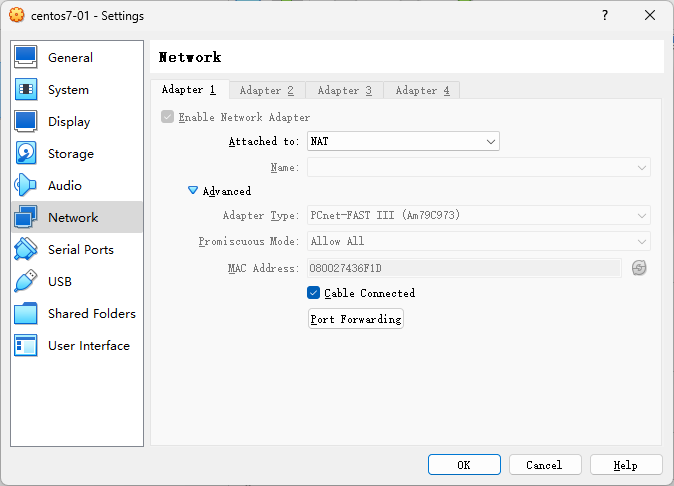 centos7-01 - Settings
?
General
System
Display
Storage
Audio
Network
Serial Ports
USB
Shared Folders
User Interface
Network
Adapter 1 Adapter 2 Adapter 3 Adapter 4
Enable Network Adapter
Attached to: NAT
Name:
Advanced
Adapter Type: PCnet-FAST III (Am79C973)
Promiscuous Mode: Allow All
MAC Address: 080027436F1D
Cable Connected
Port Forwarding
OK Cancel Help